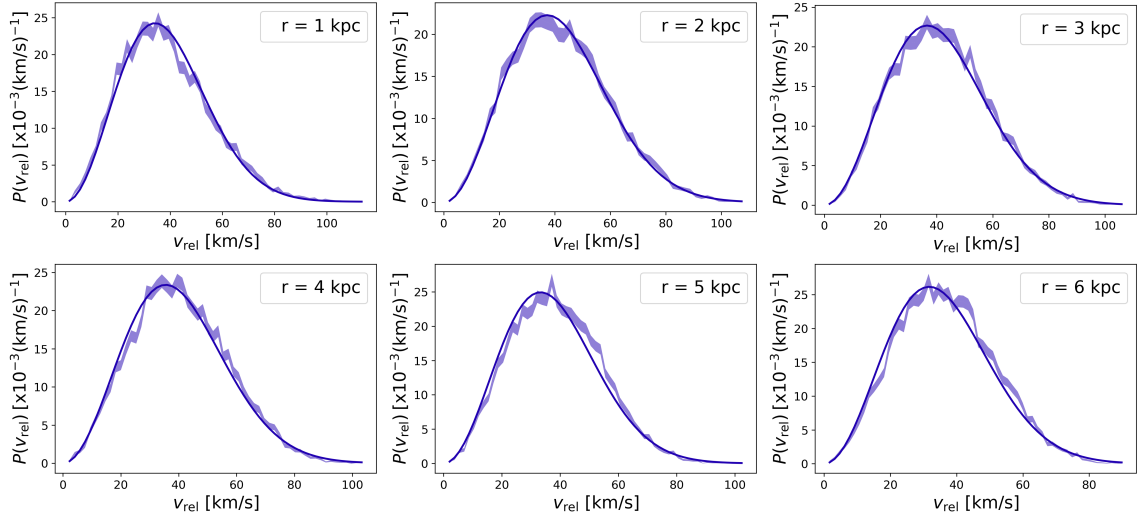 r = 1 kpc
P(v_rel) [x10^−3(km/s)^−1]
25
20
15
10
5
0
0 20 40 60 80 100
v_rel [km/s]
r = 2 kpc
P(v_rel) [x10^−3(km/s)^−1]
20
15
10
5
0
0 20 40 60 80 100
v_rel [km/s]
r = 3 kpc
P(v_rel) [x10^−3(km/s)^−1]
25
20
15
10
5
0
0 20 40 60 80 100
v_rel [km/s]
r = 4 kpc
P(v_rel) [x10^−3(km/s)^−1]
25
20
15
10
5
0
0 20 40 60 80 100
v_rel [km/s]
r = 5 kpc
P(v_rel) [x10^−3(km/s)^−1]
25
20
15
10
5
0
0 20 40 60 80 100
v_rel [km/s]
r = 6 kpc
P(v_rel) [x10^−3(km/s)^−1]
25
20
15
10
5
0
0 20 40 60 80
v_rel [km/s]